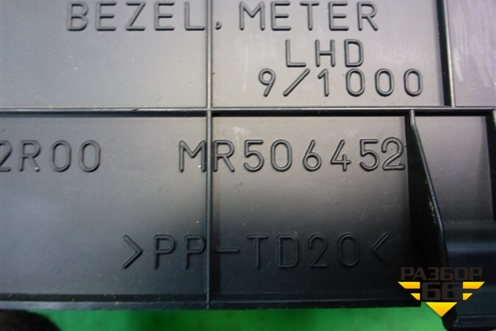 BEZEL, METER
LHD
9/1000
2R00 MR506452
>PP-TD20<
РАЗБОР
66